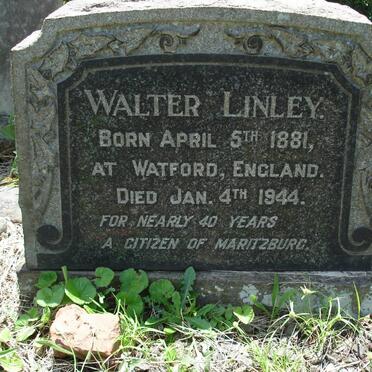 WALTER LINLEY.
BORN APRIL 5TH 1881,
AT WATFORD, ENGLAND.
DIED JAN. 4TH 1944.
FOR NEARLY 40 YEARS
A CITIZEN OF MARITZBURG.